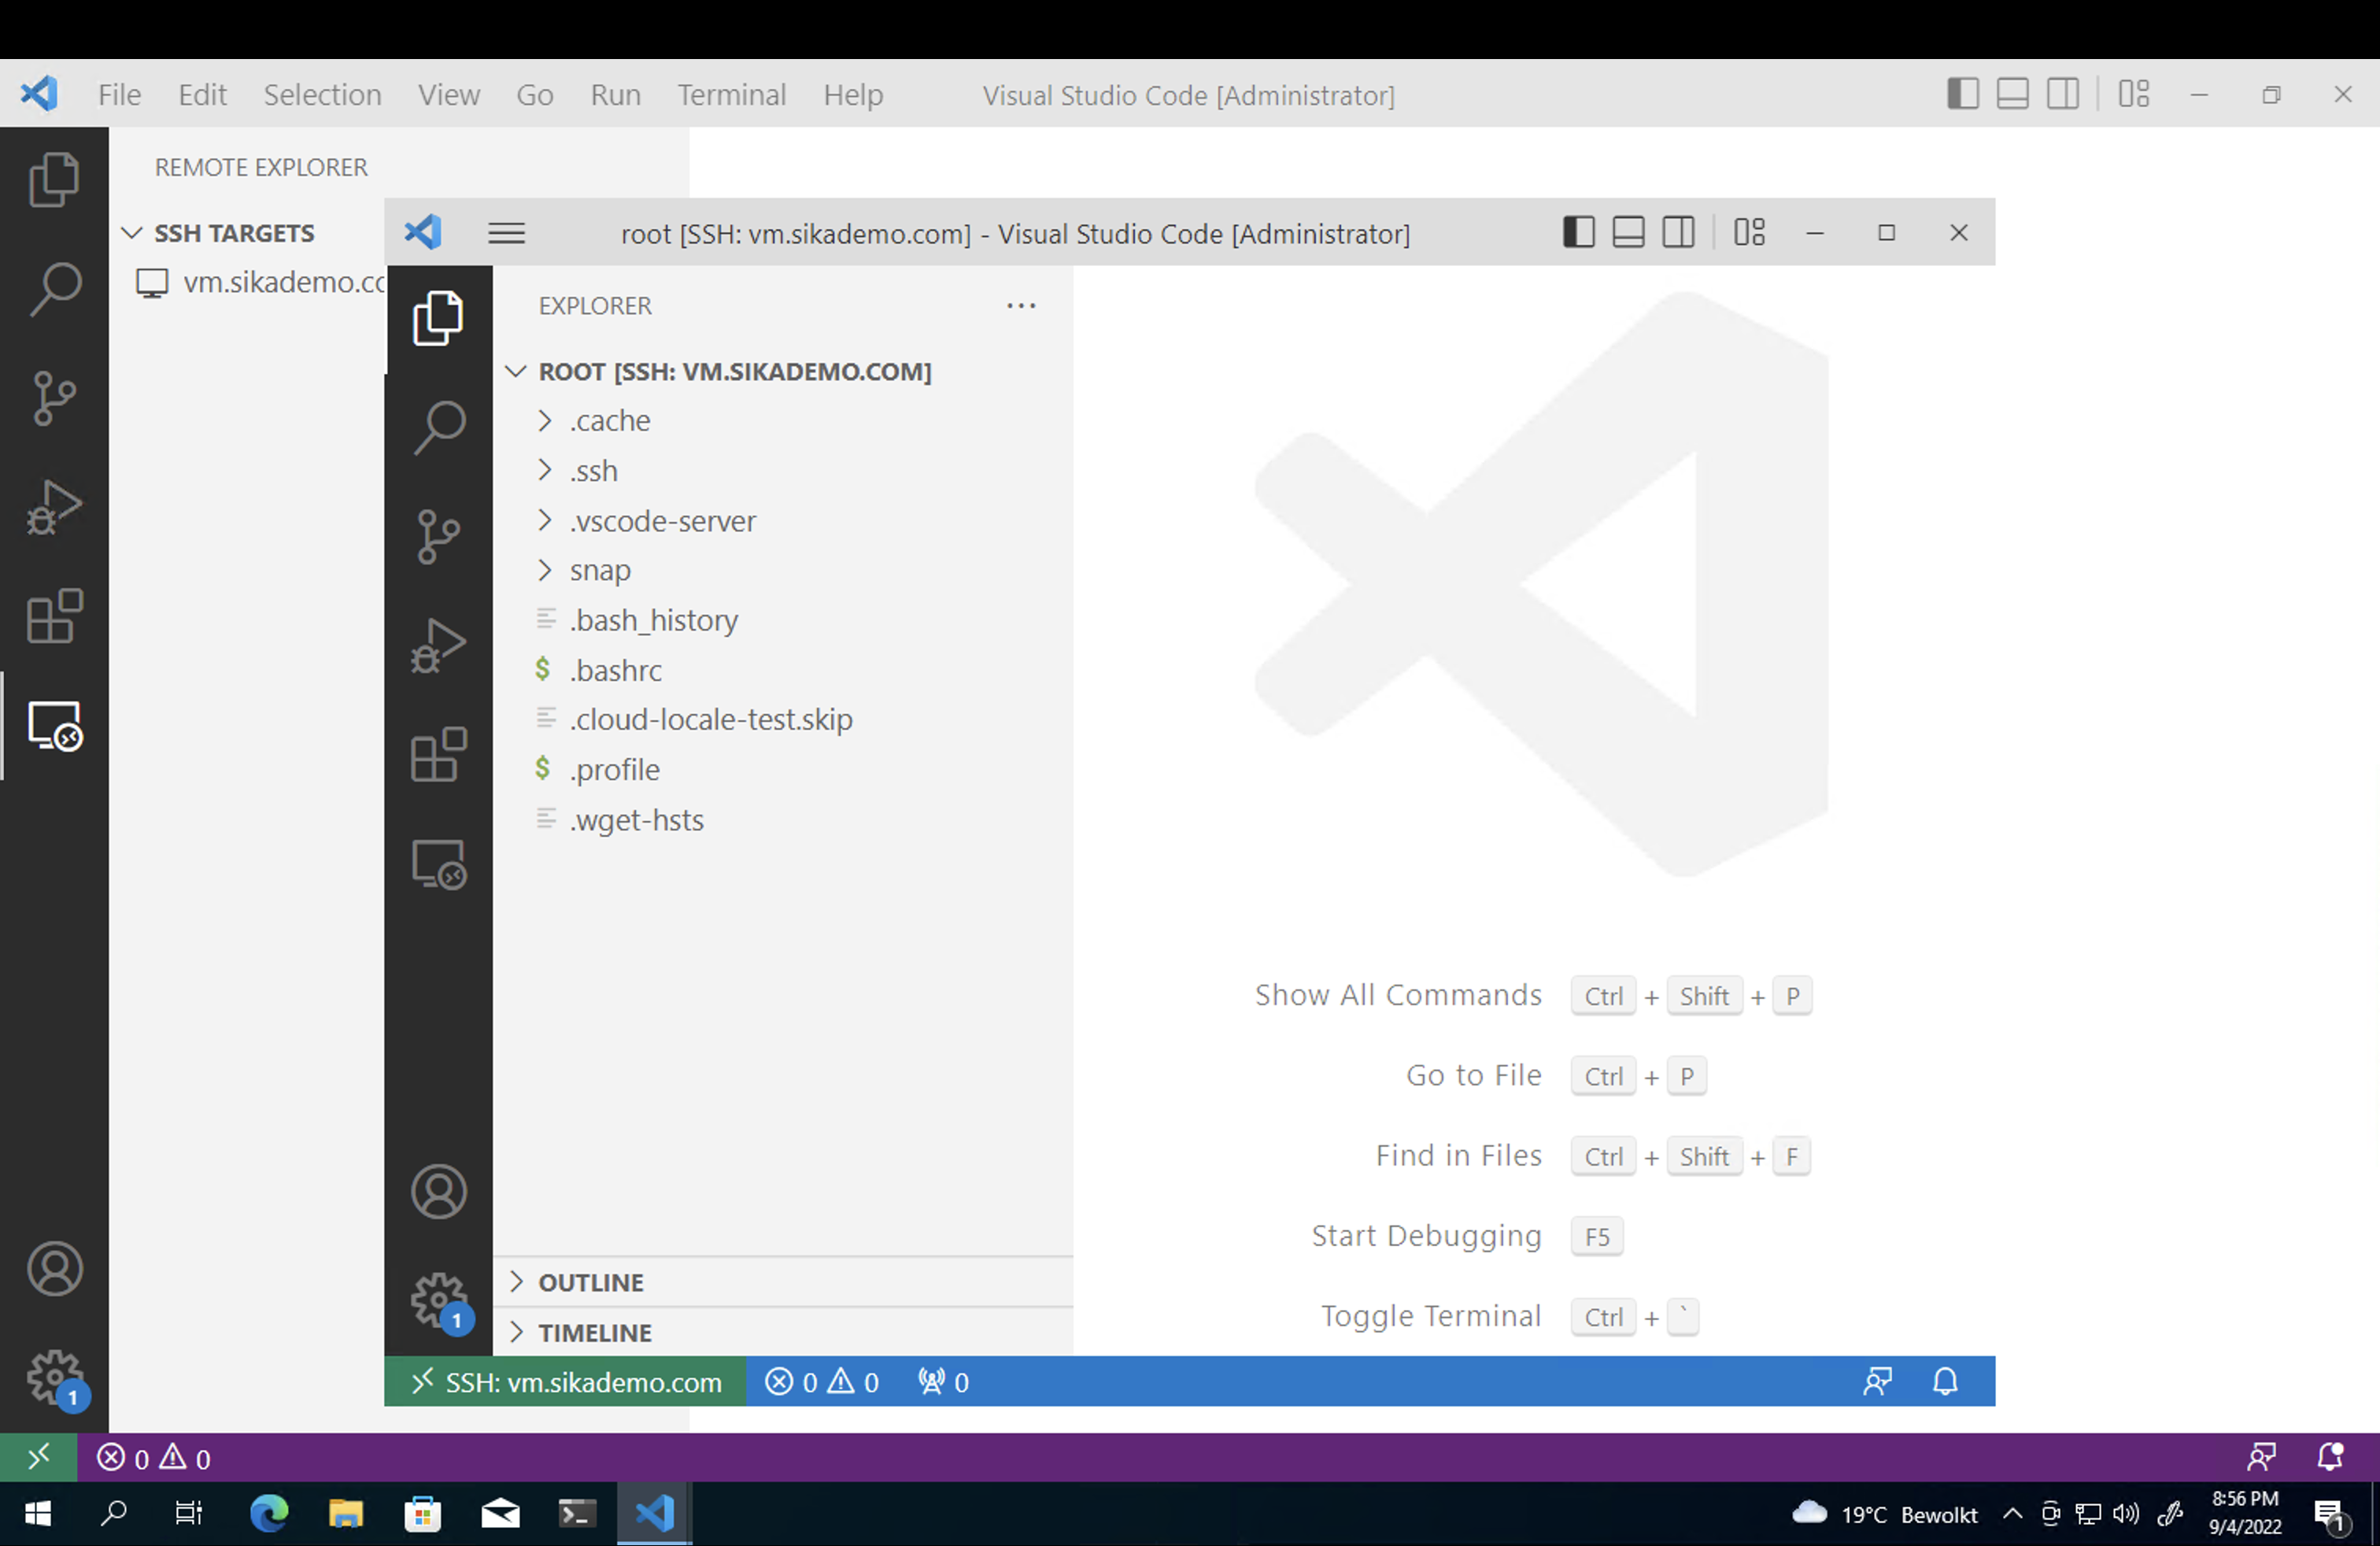 File Edit Selection View Go Run Terminal Help Visual Studio Code [Administrator]
REMOTE EXPLORER
SSH TARGETS
vm.sikademo.cc
root [SSH: vm.sikademo.com] - Visual Studio Code [Administrator]
EXPLORER
ROOT [SSH: VM.SIKADEMO.COM]
.cache
.ssh
.vscode-server
snap
.bash_history
$ .bashrc
.cloud-locale-test.skip
$ .profile
.wget-hsts
OUTLINE
TIMELINE
Show All Commands Ctrl + Shift + P
Go to File Ctrl + P
Find in Files Ctrl + Shift + F
Start Debugging F5
Toggle Terminal Ctrl + `
1
SSH: vm.sikademo.com 0 0 0
1
0 0
19°C Bewolkt
8:56 PM
9/4/2022
1